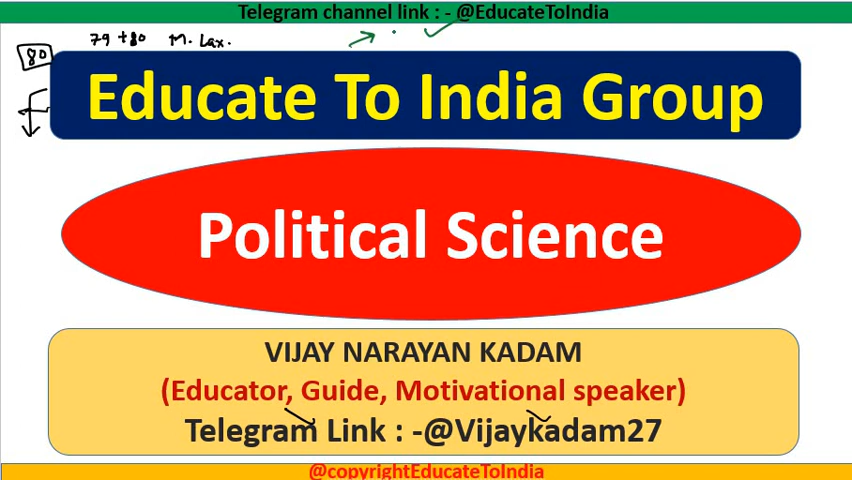 Telegram channel link : - @EducateToIndia
79 +80 M. Lax.
80
Educate To India Group
Political Science
VIJAY NARAYAN KADAM
(Educator, Guide, Motivational speaker)
Telegram Link : -@Vijaykadam27
@copyrightEducateToIndia